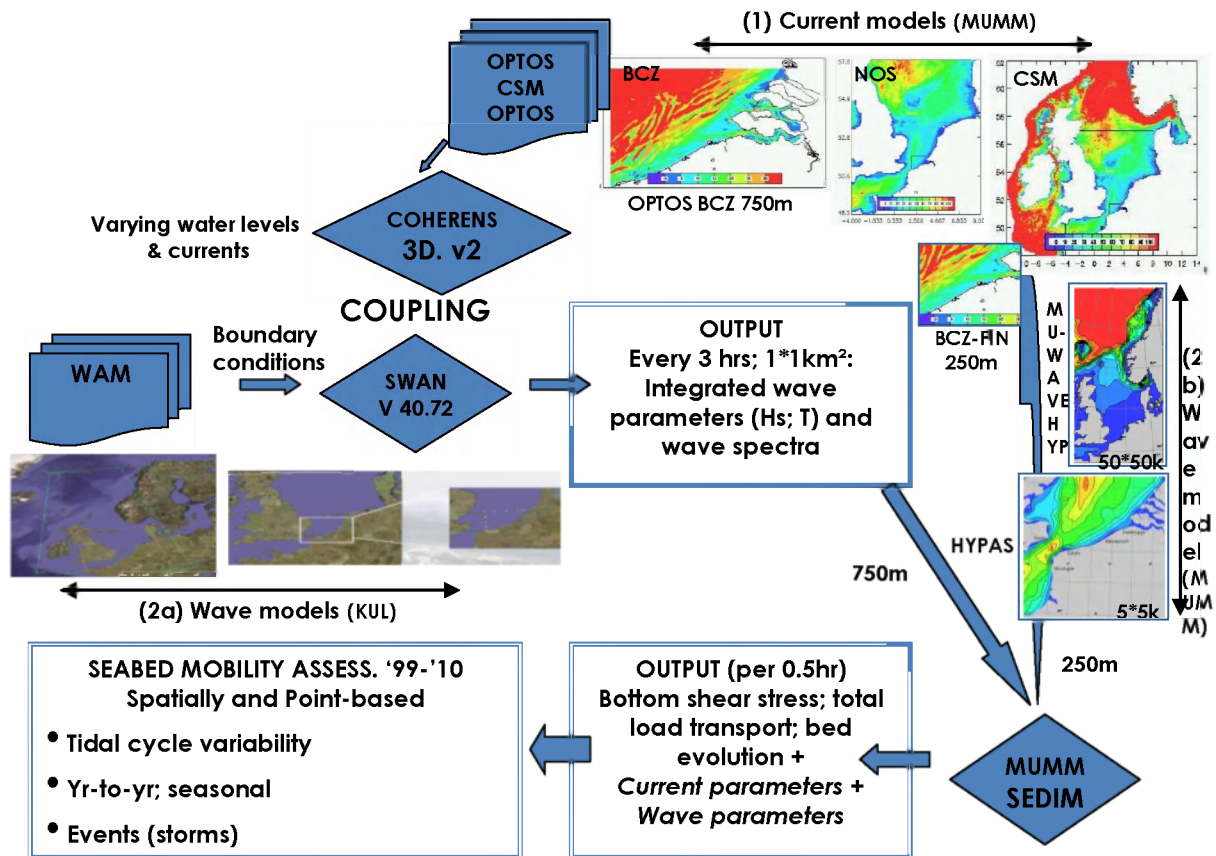 (1) Current models (MUMM)
OPTOS
CSM
OPTOS
BCZ
NOS
CSM
OPTOS BCZ 750m
Varying water levels
& currents
COHERENS
3D. v2
COUPLING
Boundary
conditions
WAM
SWAN
V 40.72
OUTPUT
Every 3 hrs; 1*1km²:
Integrated wave
parameters (Hs; T) and
wave spectra
BCZ-FIN
250m
M
U-
W
A
VE
H
YP
50*50k
(2
b)
W
av
e
m
od
el
(M
UM
M)
HYPAS
5*5k
750m
250m
(2a) Wave models (KUL)
SEABED MOBILITY ASSESS. ‘99-’10
Spatially and Point-based
• Tidal cycle variability
• Yr-to-yr; seasonal
• Events (storms)
OUTPUT (per 0.5hr)
Bottom shear stress; total
load transport; bed
evolution +
Current parameters +
Wave parameters
MUMM
SEDIM